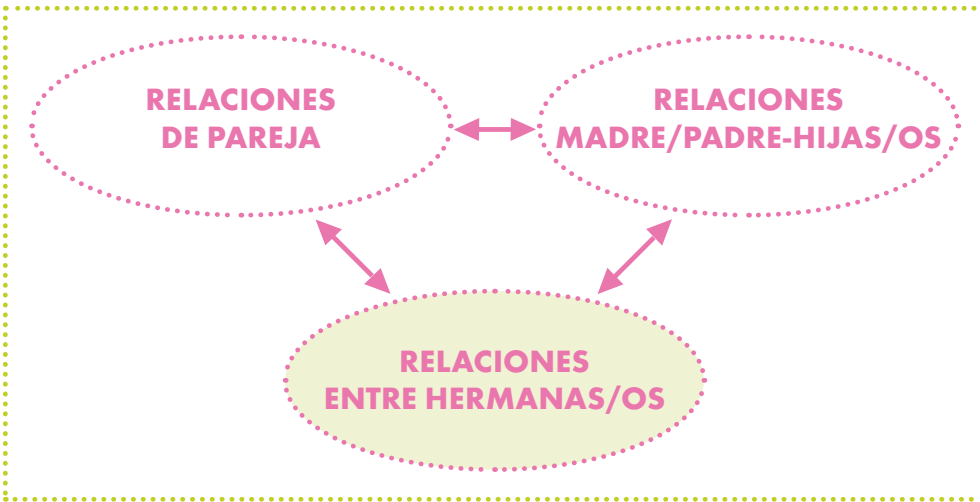 RELACIONES
DE PAREJA
RELACIONES
MADRE/PADRE-HIJAS/OS
RELACIONES
ENTRE HERMANAS/OS